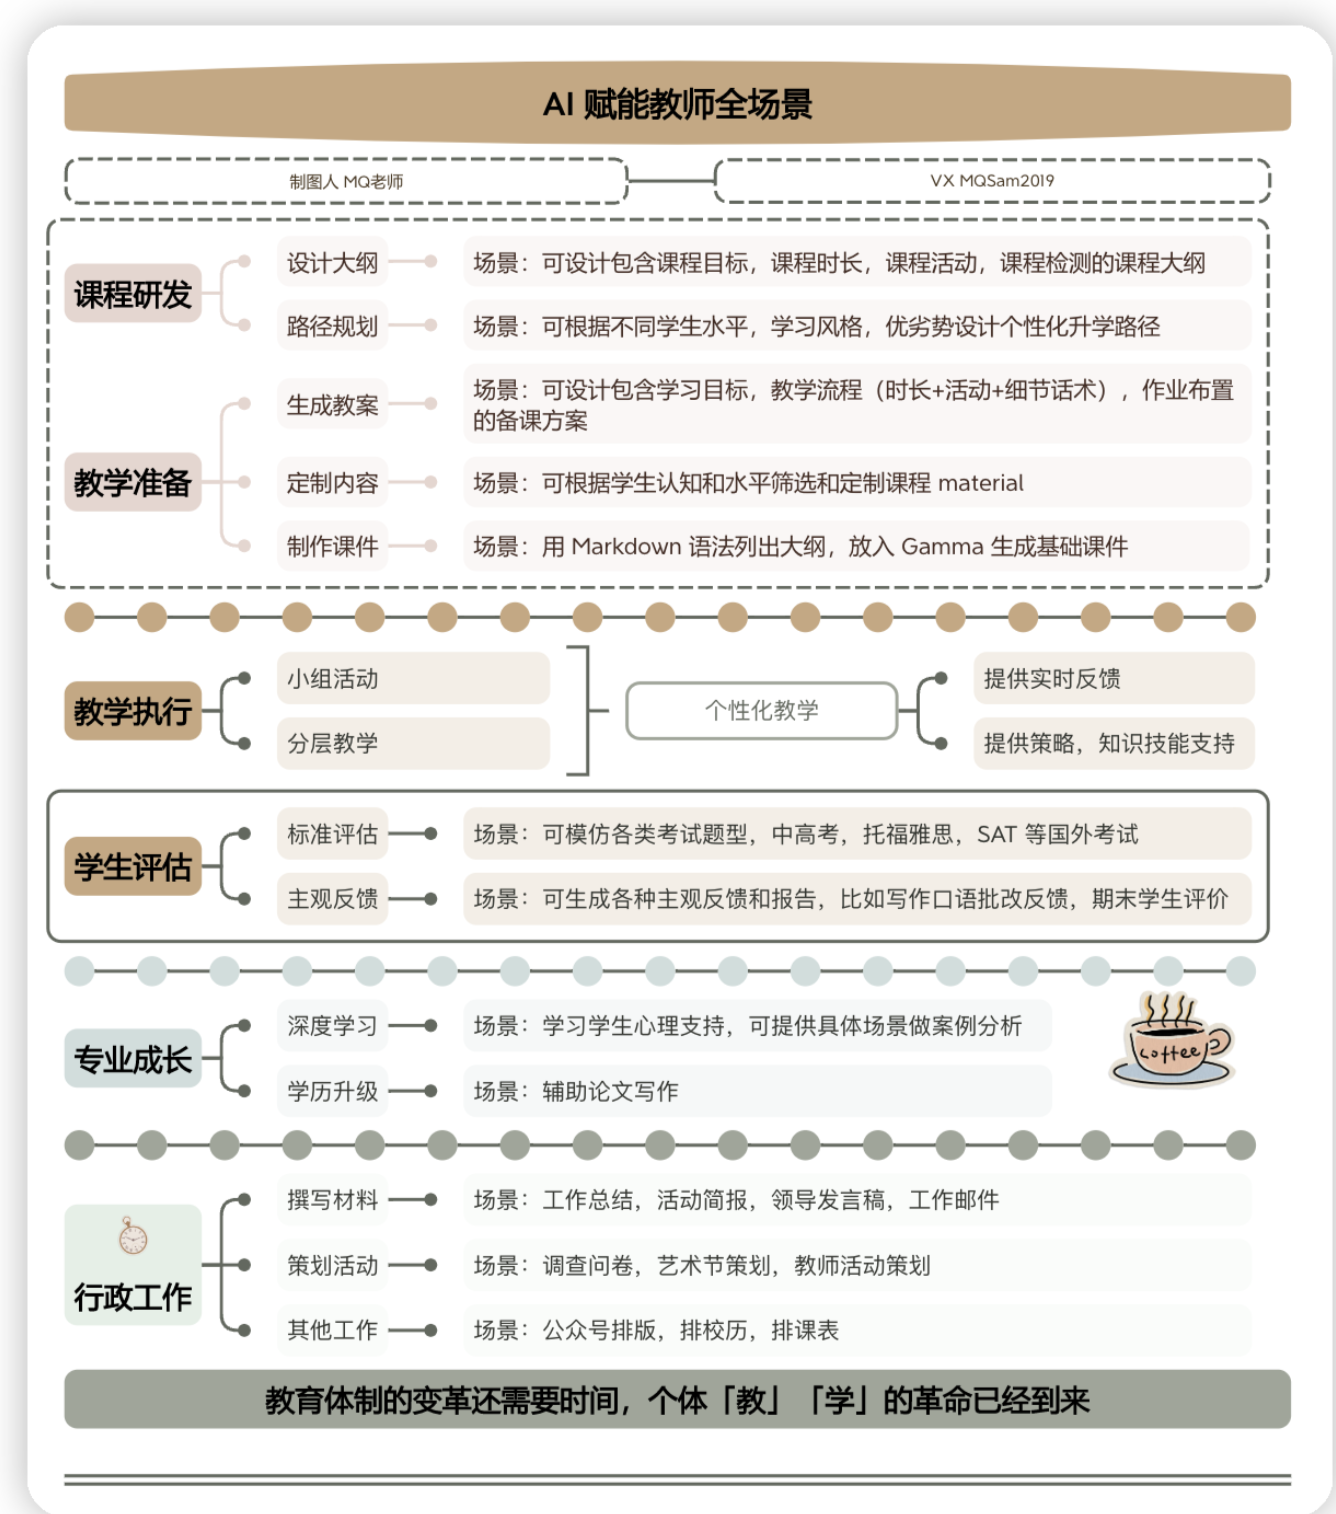 AI 赋能教师全场景
制图人 MQ老师
VX MQSam2019
课程研发
设计大纲
场景：可设计包含课程目标，课程时长，课程活动，课程检测的课程大纲
路径规划
场景：可根据不同学生水平，学习风格，优劣势设计个性化升学路径
教学准备
生成教案
场景：可设计包含学习目标，教学流程（时长+活动+细节话术），作业布置
的备课方案
定制内容
场景：可根据学生认知和水平筛选和定制课程 material
制作课件
场景：用 Markdown 语法列出大纲，放入 Gamma 生成基础课件
教学执行
小组活动
分层教学
个性化教学
提供实时反馈
提供策略，知识技能支持
学生评估
标准评估
场景：可模仿各类考试题型，中高考，托福雅思，SAT 等国外考试
主观反馈
场景：可生成各种主观反馈和报告，比如写作口语批改反馈，期末学生评价
专业成长
深度学习
场景：学习学生心理支持，可提供具体场景做案例分析
学历升级
场景：辅助论文写作
coffee
行政工作
撰写材料
场景：工作总结，活动简报，领导发言稿，工作邮件
策划活动
场景：调查问卷，艺术节策划，教师活动策划
其他工作
场景：公众号排版，排校历，排课表
教育体制的变革还需要时间，个体「教」「学」的革命已经到来